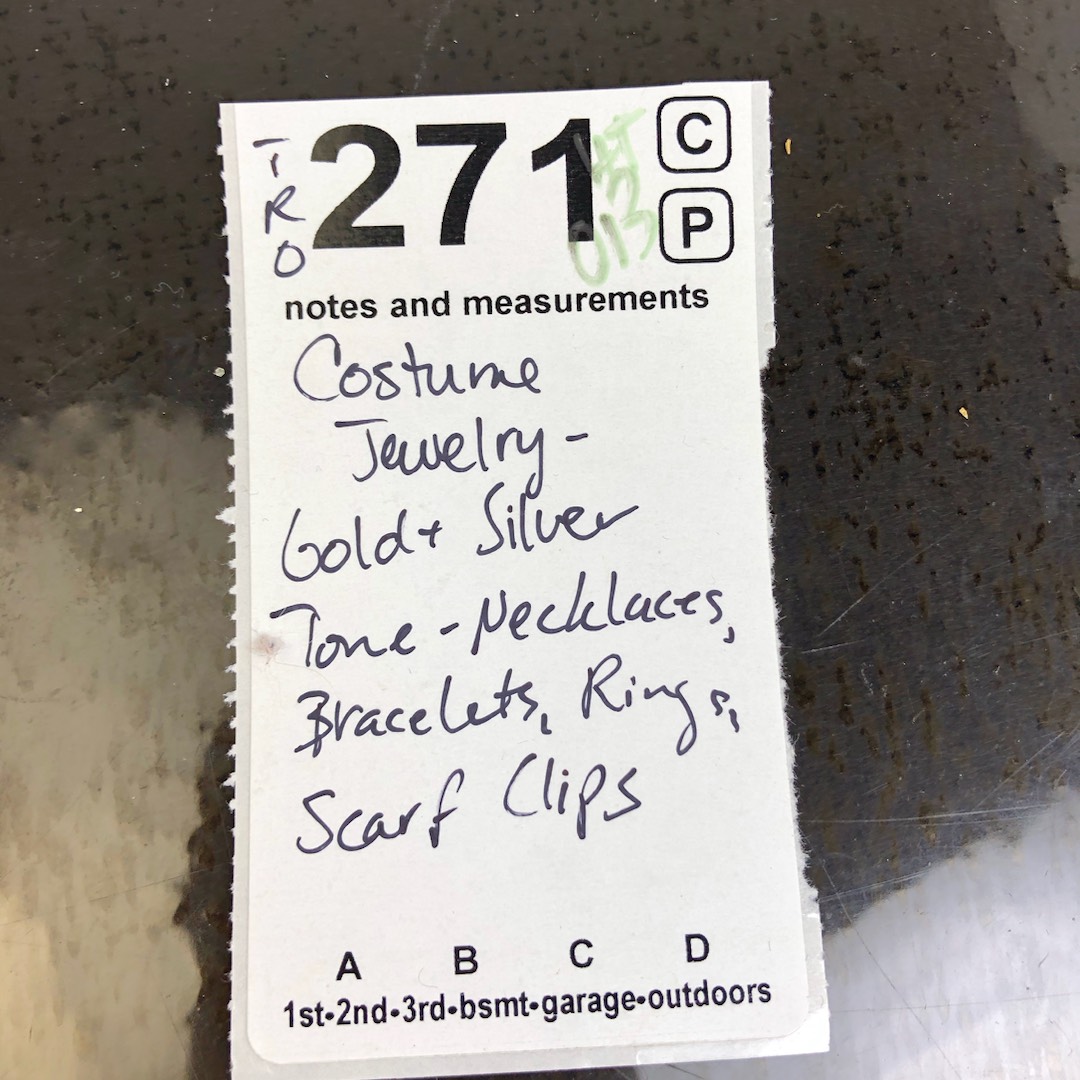 T
R
O
271
C
P
013
notes and measurements
Costume
Jewelry -
Gold + Silver
Tone - Necklaces,
Bracelets, Rings,
Scarf Clips
A B C D
1st•2nd•3rd•bsmt•garage•outdoors